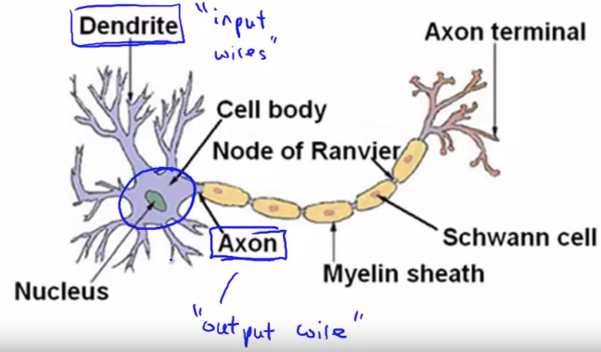 Dendrite
"input
wires"
Axon terminal
Cell body
Node of Ranvier
Axon
Schwann cell
Myelin sheath
Nucleus
"output wire"